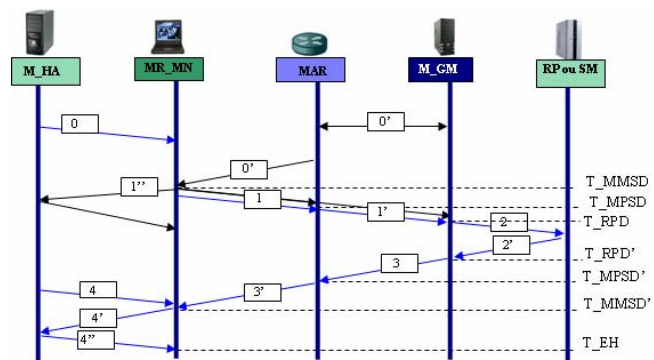 M_HA
MR_MN
MAR
M_GM
RP ou SM
0
0'
0'
1''
1
1'
2
2'
3
3'
4
4'
4''
T_MMSD
T_MPSD
T_RPD
T_RPD'
T_MPSD'
T_MMSD'
T_EH